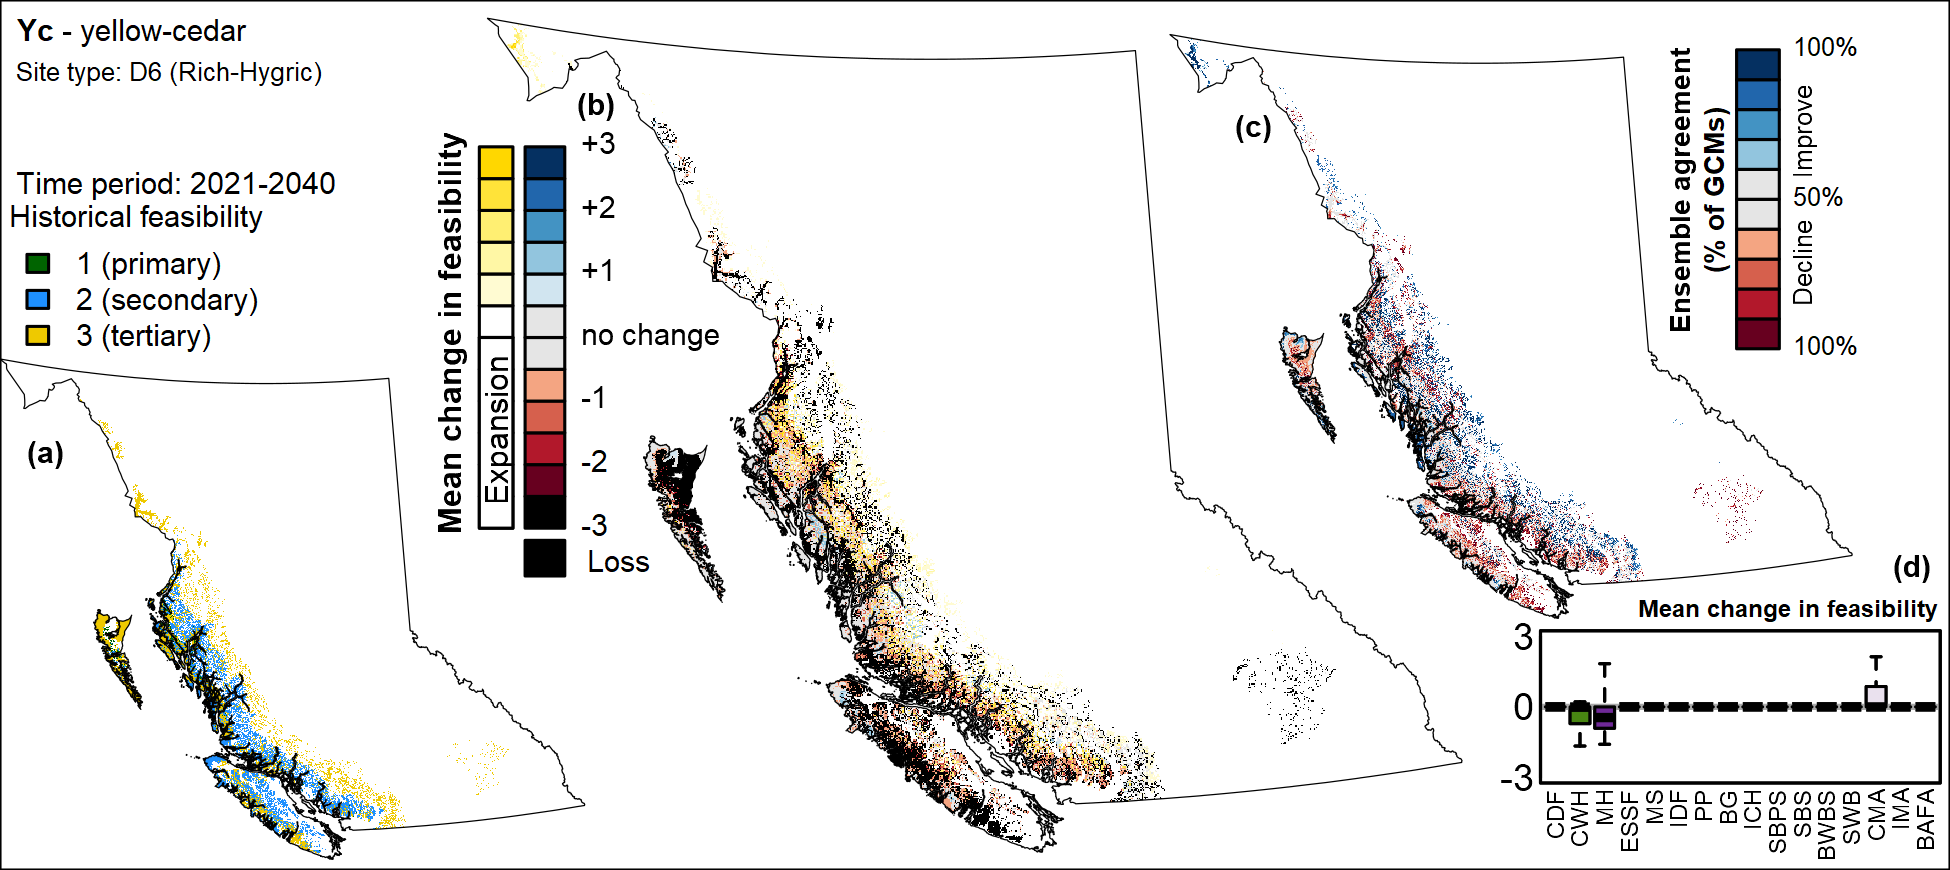 Yc - yellow-cedar
Site type: D6 (Rich-Hygric)
Time period: 2021-2040
Historical feasibility
1 (primary)
2 (secondary)
3 (tertiary)
(a)
(b)
Mean change in feasibility
Expansion
+3
+2
+1
no change
-1
-2
-3
Loss
(c)
Ensemble agreement
(% of GCMs)
100%
Improve
50%
Decline
100%
(d)
Mean change in feasibility
3
0
-3
CDF
CWH
MH
ESSF
MS
IDF
PP
BG
ICH
SBPS
SBS
BWBS
SWB
CMA
IMA
BAFA